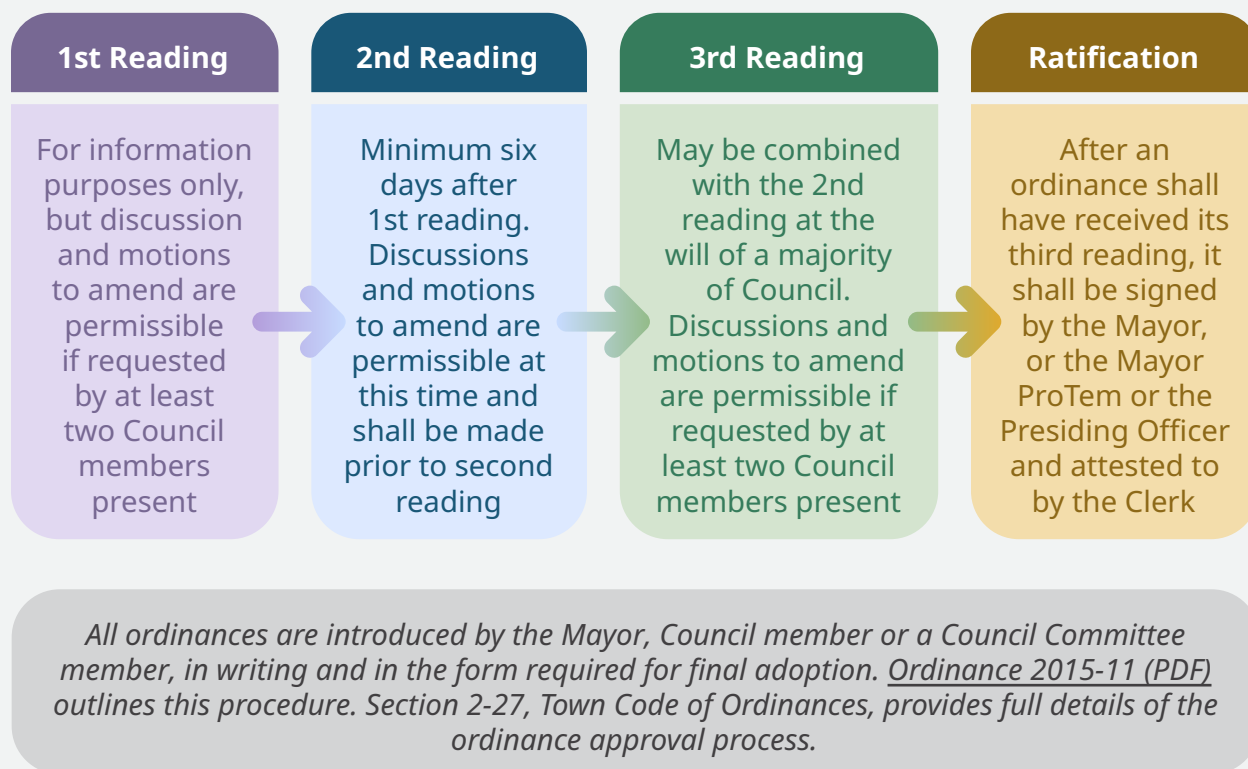 1st Reading
For information
purposes only,
but discussion
and motions
to amend are
permissible
if requested
by at least
two Council
members
present
2nd Reading
Minimum six
days after
1st reading.
Discussions
and motions
to amend are
permissible at
this time and
shall be made
prior to second
reading
3rd Reading
May be combined
with the 2nd
reading at the
will of a majority
of Council.
Discussions and
motions to amend
are permissible if
requested by at
least two Council
members present
Ratification
After an
ordinance shall
have received its
third reading, it
shall be signed
by the Mayor,
or the Mayor
ProTem or the
Presiding Officer
and attested to
by the Clerk
All ordinances are introduced by the Mayor, Council member or a Council Committee
member, in writing and in the form required for final adoption. Ordinance 2015-11 (PDF)
outlines this procedure. Section 2-27, Town Code of Ordinances, provides full details of the
ordinance approval process.